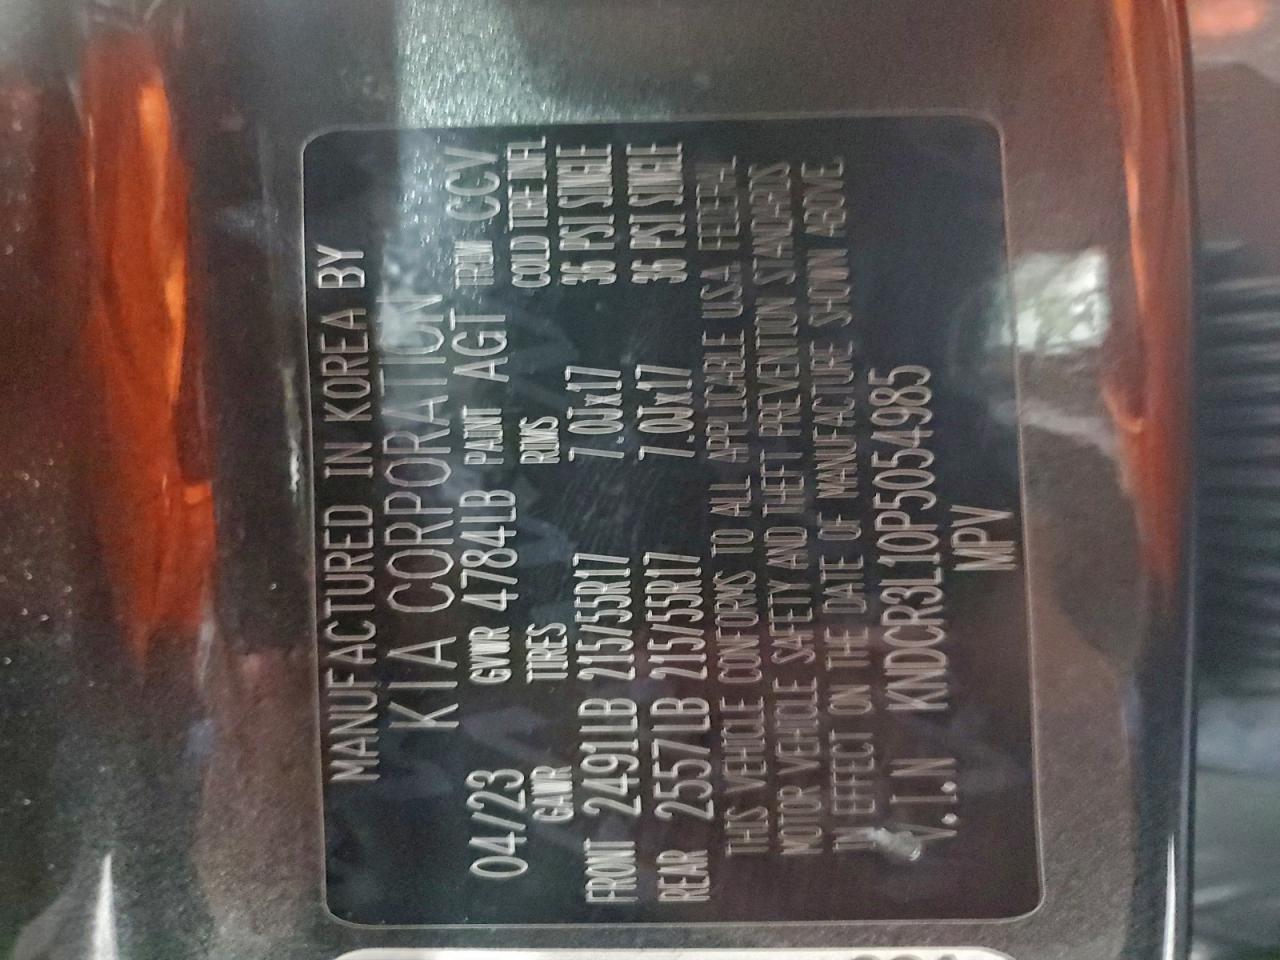 MANUFACTURED IN KOREA BY
KIA CORPORATION
04/23 GVWR 4784LB PAINT AGT TRIM CCV
GAWR TIRES RIMS COLD TIRE INFL
FRONT 2491LB 215/55R17 7.0Jx17 36 PSI SINGLE
REAR 2557LB 215/55R17 7.0Jx17 36 PSI SINGLE
THIS VEHICLE CONFORMS TO ALL APPLICABLE U.S.A FEDERAL
MOTOR VEHICLE SAFETY AND THEFT PREVENTION STANDARDS
IN EFFECT ON THE DATE OF MANUFACTURE SHOWN ABOVE.
V.I.N KNDCR3L10P5054985
MPV